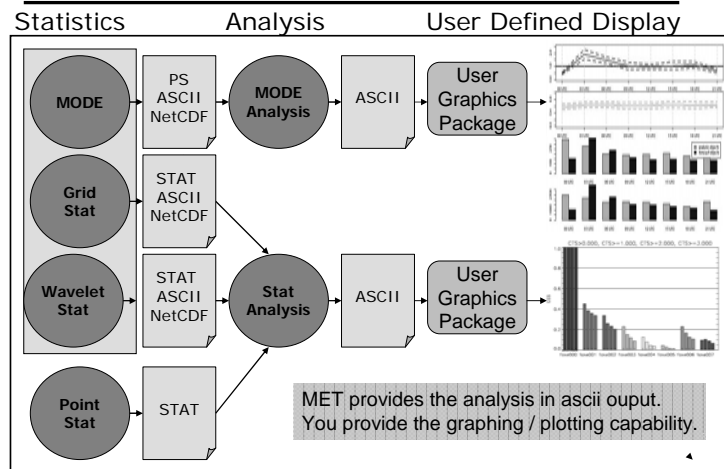 Statistics Analysis User Defined Display
MODE
PS
ASCII
NetCDF
MODE
Analysis
ASCII
User
Graphics
Package
Grid
Stat
STAT
ASCII
NetCDF
Wavelet
Stat
STAT
ASCII
NetCDF
Stat
Analysis
ASCII
User
Graphics
Package
Point
Stat
STAT
MET provides the analysis in ascii ouput.
You provide the graphing / plotting capability.